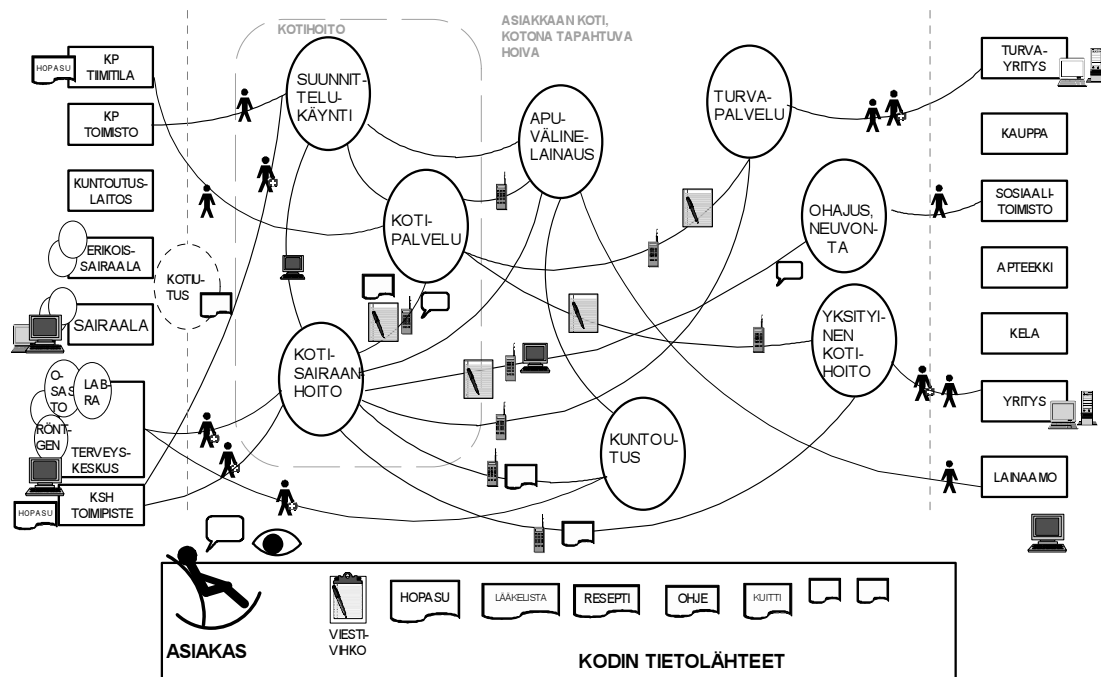 KOTIHOITO
ASIAKKAAN KOTI,
KOTONA TAPAHTUVA
HOIVA
HOPASU
KP
TIIMITILA
KP
TOIMISTO
KUNTOUTUS-
LAITOS
ERIKOIS-
SAIRAALA
SAIRAALA
KOTIU-
TUS
O-
SAS
TO
LAB-
RA
RÖNT-
GEN
TERVEYS-
KESKUS
HOPASU
KSH
TOIMIPISTE
SUUNNIT-
TELU-
KÄYNTI
KOTI-
PALVELU
KOTI-
SAIRAAN-
HOITO
APU-
VÄLINE-
LAINAUS
TURVA-
PALVELU
OHAJUS,
NEUVON-
TA
YKSITYI-
NEN
KOTI-
HOITO
KUNTOU-
TUS
TURVA-
YRITYS
KAUPPA
SOSIAALI-
TOIMISTO
APTEEKKI
KELA
YRITYS
LAINAAMO
ASIAKAS
VIESTI-
VIHKO
HOPASU
LÄÄKELISTA
RESEPTI
OHJE
KUITTI
KODIN TIETOLÄHTEET